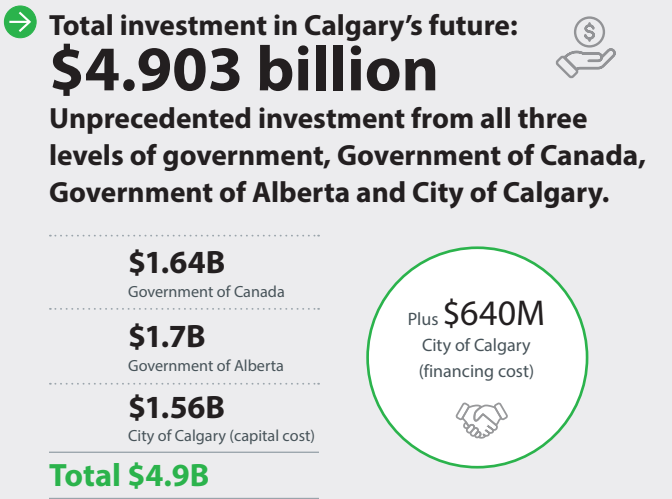 Total investment in Calgary’s future:
$4.903 billion
Unprecedented investment from all three
levels of government, Government of Canada,
Government of Alberta and City of Calgary.
$1.64B
Government of Canada
$1.7B
Government of Alberta
$1.56B
City of Calgary (capital cost)
Total $4.9B
Plus $640M
City of Calgary
(financing cost)
$